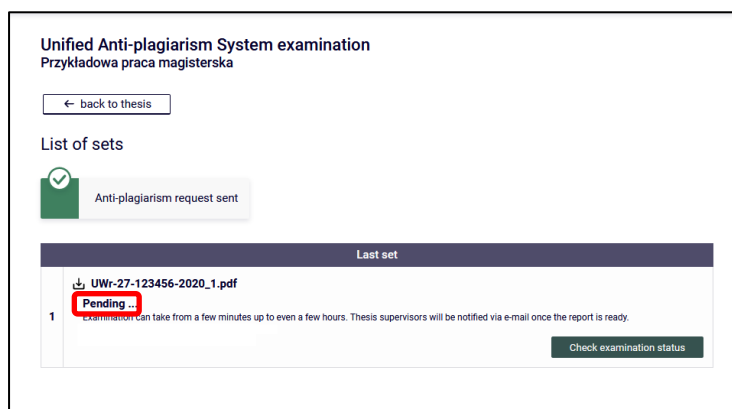 Unified Anti-plagiarism System examination
Przykładowa praca magisterska
← back to thesis
List of sets
Anti-plagiarism request sent
Last set
UWr-27-123456-2020_1.pdf
Pending ...
1
Examination can take from a few minutes up to even a few hours. Thesis supervisors will be notified via e-mail once the report is ready.
Check examination status